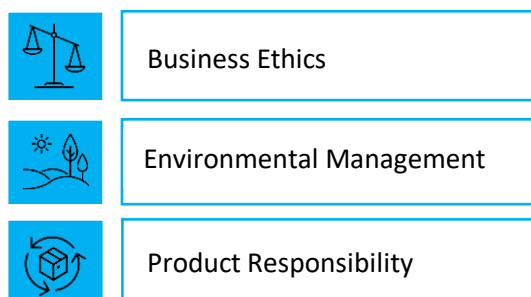 Business Ethics
Environmental Management
Product Responsibility